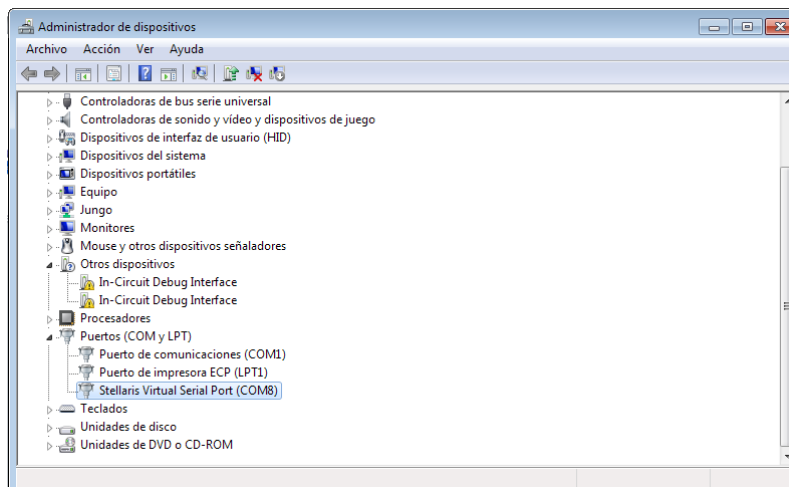 Administrador de dispositivos
Archivo Acción Ver Ayuda
Controladoras de bus serie universal
Controladoras de sonido y vídeo y dispositivos de juego
Dispositivos de interfaz de usuario (HID)
Dispositivos del sistema
Dispositivos portátiles
Equipo
Jungo
Monitores
Mouse y otros dispositivos señaladores
Otros dispositivos
In-Circuit Debug Interface
In-Circuit Debug Interface
Procesadores
Puertos (COM y LPT)
Puerto de comunicaciones (COM1)
Puerto de impresora ECP (LPT1)
Stellaris Virtual Serial Port (COM8)
Teclados
Unidades de disco
Unidades de DVD o CD-ROM